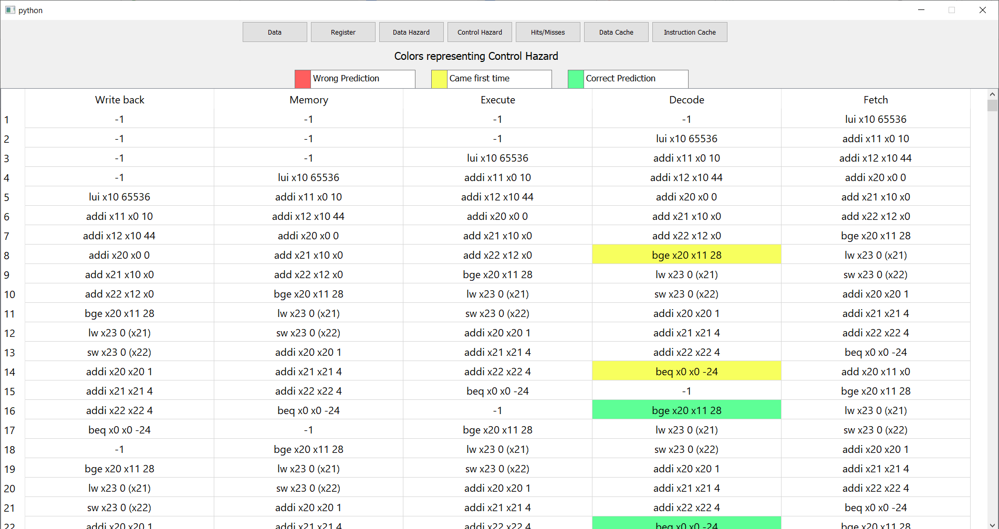 python
Data Register Data Hazard Control Hazard Hits/Misses Data Cache Instruction Cache
Colors representing Control Hazard
Wrong Prediction Came first time Correct Prediction
Write back Memory Execute Decode Fetch
1 -1 -1 -1 -1 lui x10 65536
2 -1 -1 -1 lui x10 65536 addi x11 x0 10
3 -1 -1 lui x10 65536 addi x11 x0 10 addi x12 x10 44
4 -1 lui x10 65536 addi x11 x0 10 addi x12 x10 44 addi x20 x0 0
5 lui x10 65536 addi x11 x0 10 addi x12 x10 44 addi x20 x0 0 add x21 x10 x0
6 addi x11 x0 10 addi x12 x10 44 addi x20 x0 0 add x21 x10 x0 add x22 x12 x0
7 addi x12 x10 44 addi x20 x0 0 add x21 x10 x0 add x22 x12 x0 bge x20 x11 28
8 addi x20 x0 0 add x21 x10 x0 add x22 x12 x0 bge x20 x11 28 lw x23 0 (x21)
9 add x21 x10 x0 add x22 x12 x0 bge x20 x11 28 lw x23 0 (x21) sw x23 0 (x22)
10 add x22 x12 x0 bge x20 x11 28 lw x23 0 (x21) sw x23 0 (x22) addi x20 x20 1
11 bge x20 x11 28 lw x23 0 (x21) sw x23 0 (x22) addi x20 x20 1 addi x21 x21 4
12 lw x23 0 (x21) sw x23 0 (x22) addi x20 x20 1 addi x21 x21 4 addi x22 x22 4
13 sw x23 0 (x22) addi x20 x20 1 addi x21 x21 4 addi x22 x22 4 beq x0 x0 -24
14 addi x20 x20 1 addi x21 x21 4 addi x22 x22 4 beq x0 x0 -24 add x20 x11 x0
15 addi x21 x21 4 addi x22 x22 4 beq x0 x0 -24 -1 bge x20 x11 28
16 addi x22 x22 4 beq x0 x0 -24 -1 bge x20 x11 28 lw x23 0 (x21)
17 beq x0 x0 -24 -1 bge x20 x11 28 lw x23 0 (x21) sw x23 0 (x22)
18 -1 bge x20 x11 28 lw x23 0 (x21) sw x23 0 (x22) addi x20 x20 1
19 bge x20 x11 28 lw x23 0 (x21) sw x23 0 (x22) addi x20 x20 1 addi x21 x21 4
20 lw x23 0 (x21) sw x23 0 (x22) addi x20 x20 1 addi x21 x21 4 addi x22 x22 4
21 sw x23 0 (x22) addi x20 x20 1 addi x21 x21 4 addi x22 x22 4 beq x0 x0 -24
22 addi x20 x20 1 addi x21 x21 4 addi x22 x22 4 beq x0 x0 -24 bge x20 x11 28